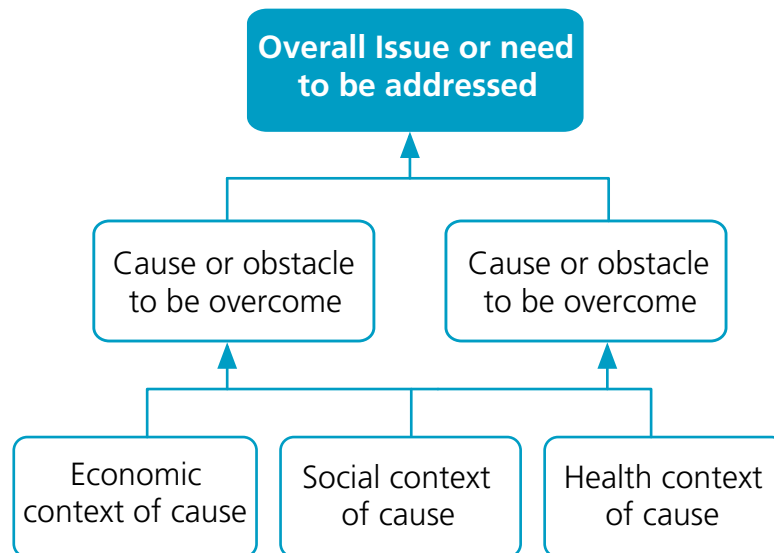 Overall Issue or need
to be addressed
Cause or obstacle
to be overcome
Cause or obstacle
to be overcome
Economic
context of cause
Social context
of cause
Health context
of cause